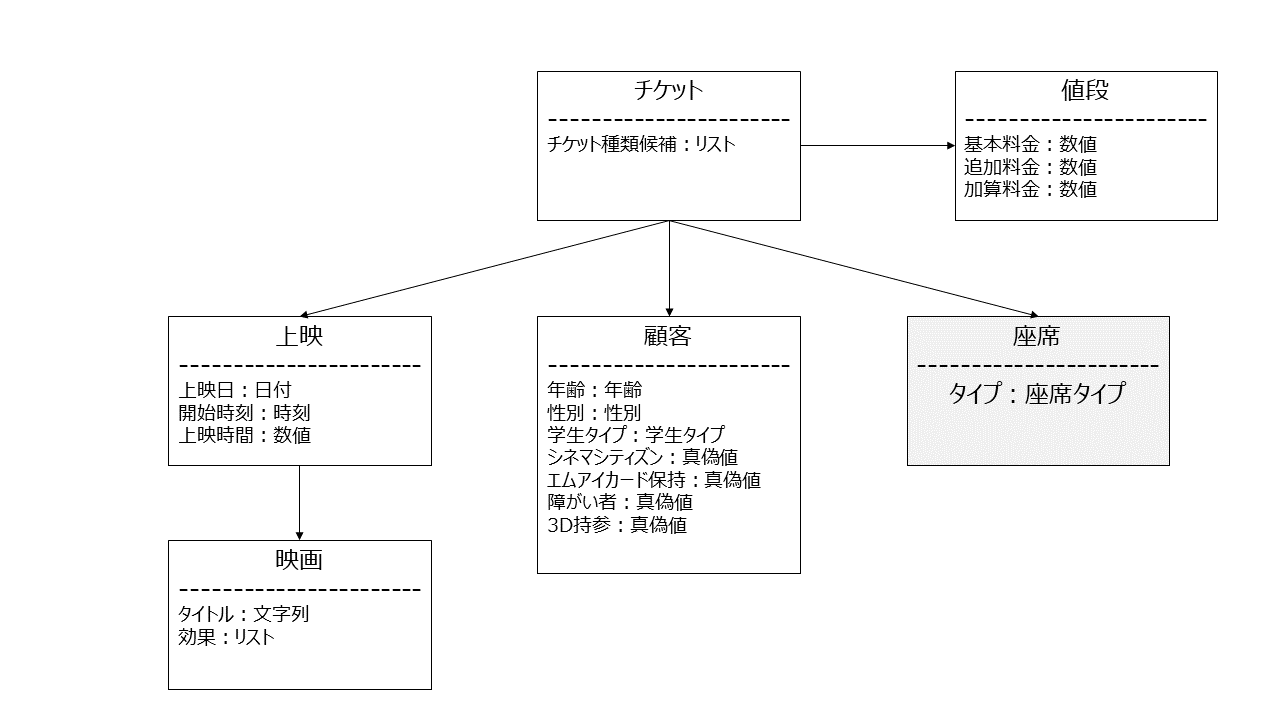 チケット
----------------------
チケット種類候補：リスト
値段
----------------------
基本料金：数値
追加料金：数値
加算料金：数値
上映
----------------------
上映日：日付
開始時刻：時刻
上映時間：数値
顧客
----------------------
年齢：年齢
性別：性別
学生タイプ：学生タイプ
シネマシティズン：真偽値
エムアイカード保持：真偽値
障がい者：真偽値
3D持参：真偽値
座席
----------------------
タイプ：座席タイプ
映画
----------------------
タイトル：文字列
効果：リスト